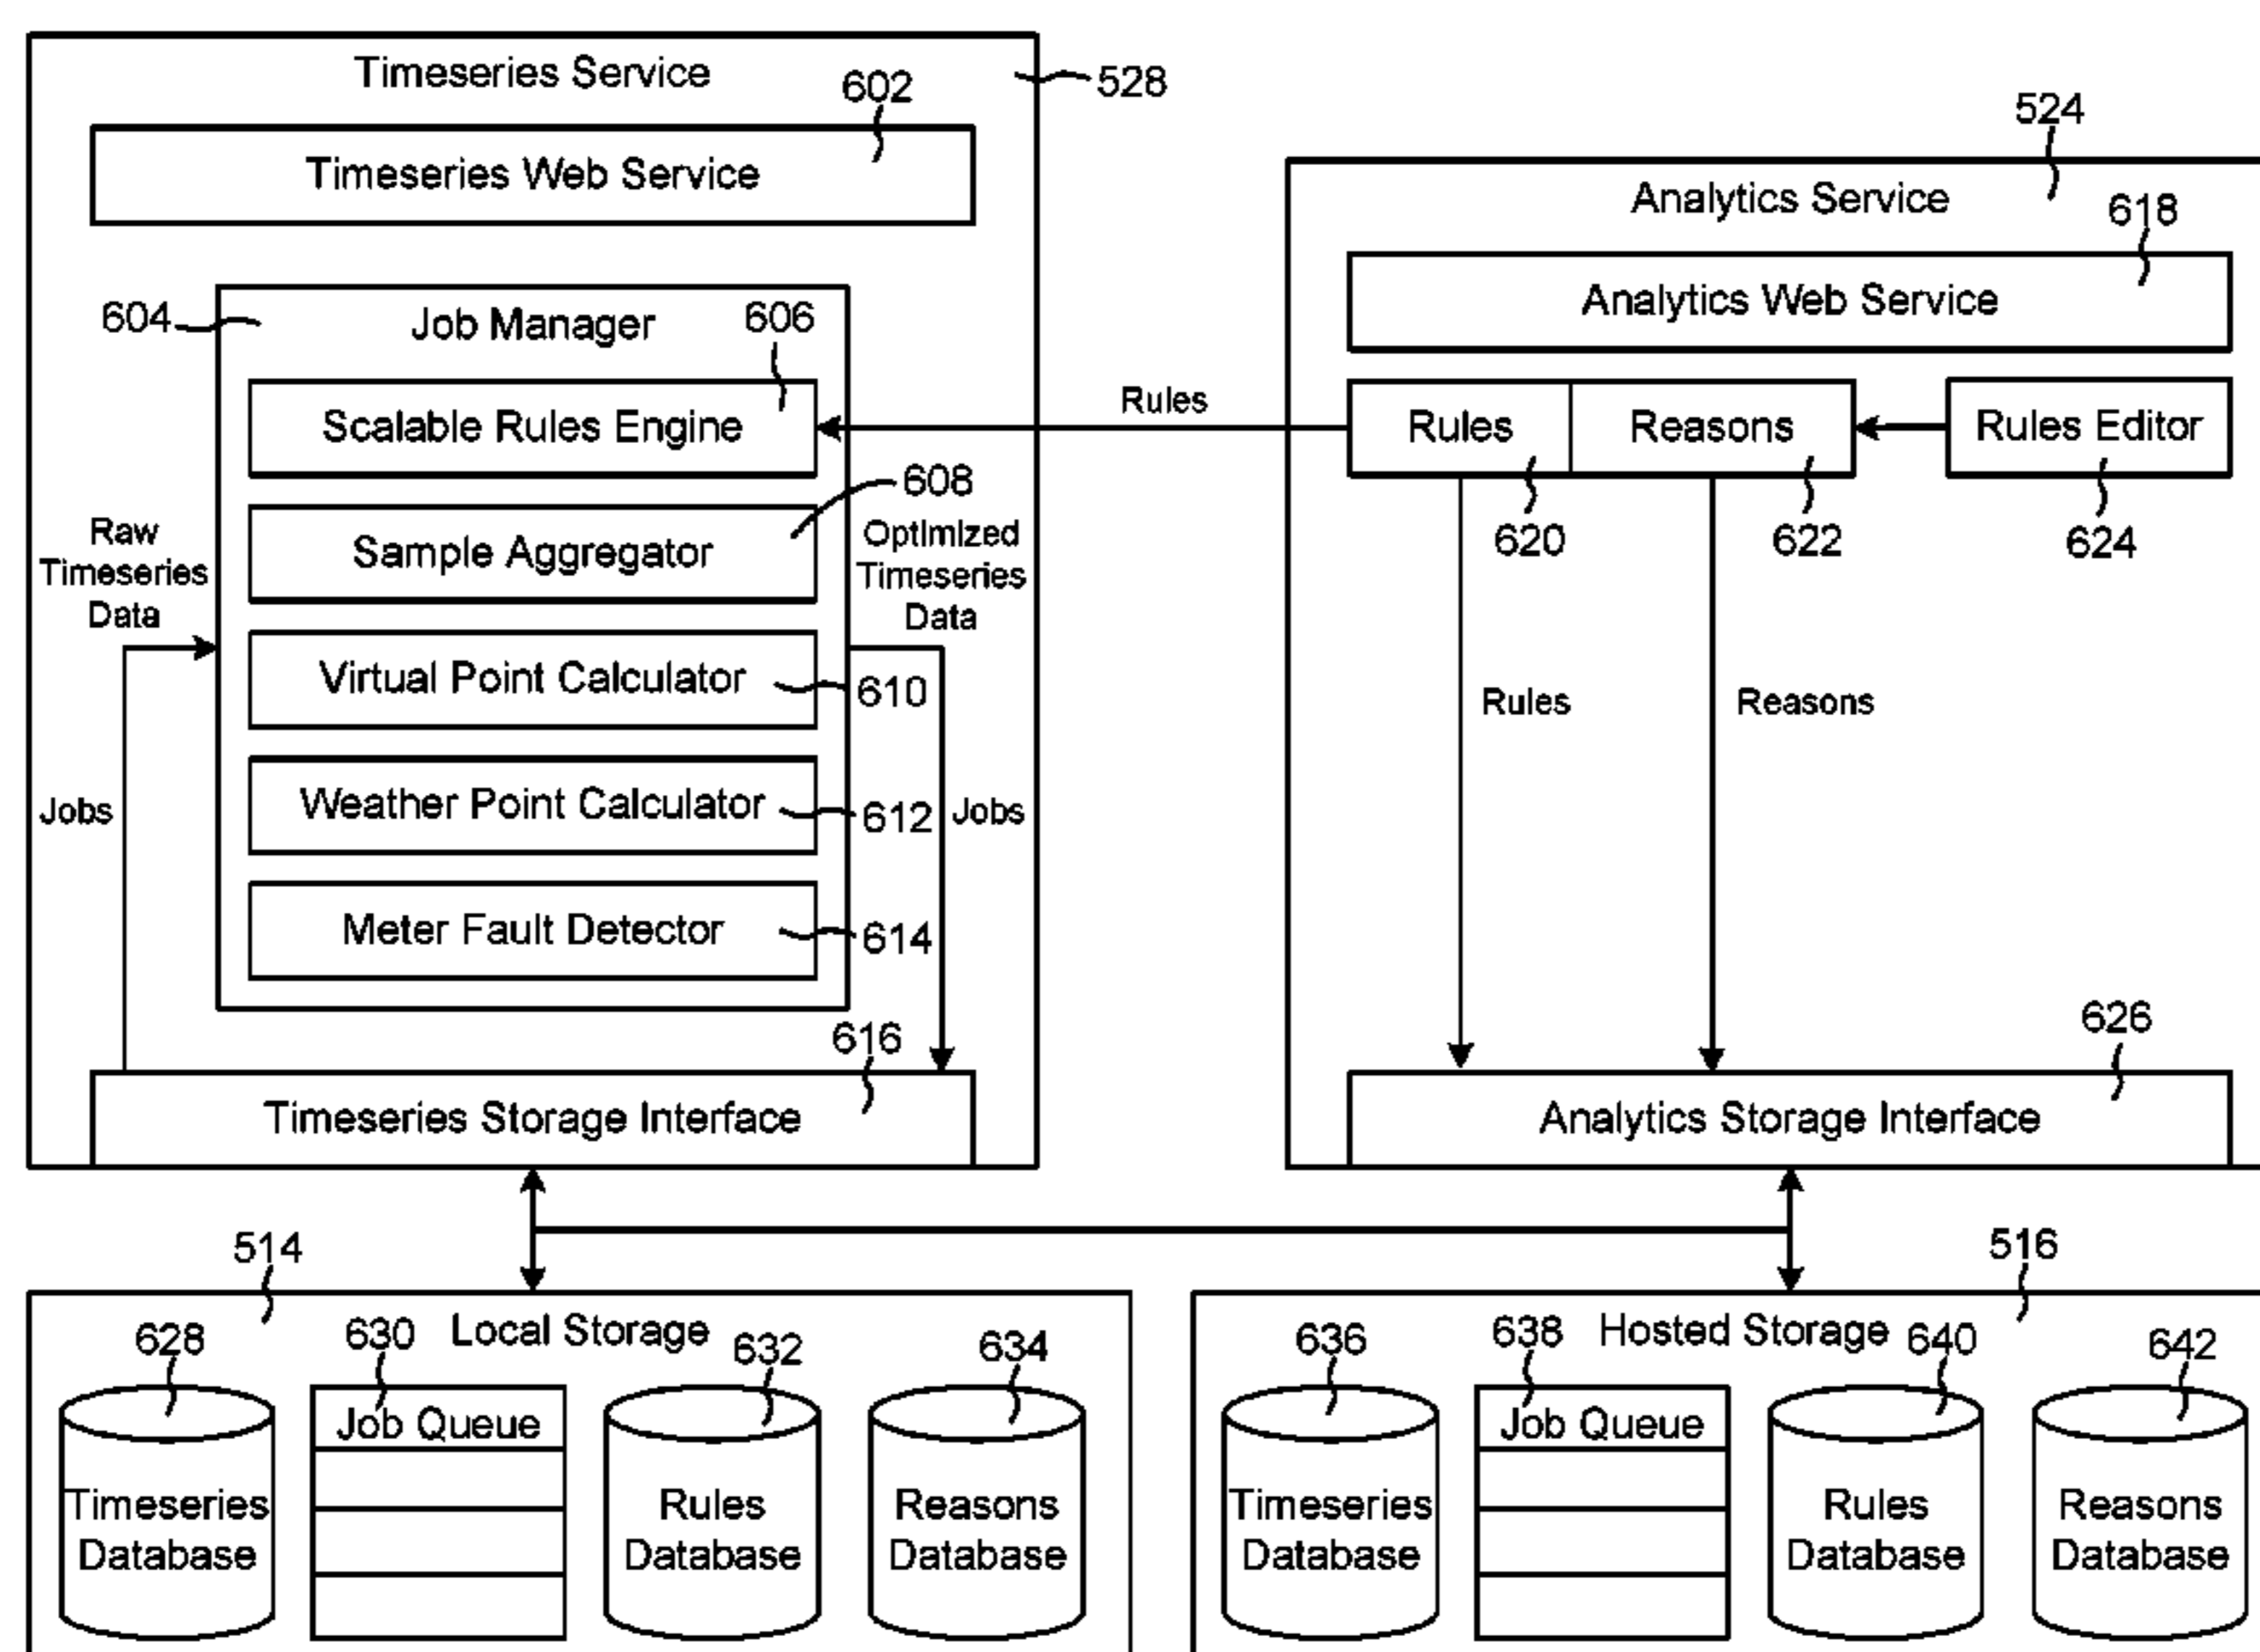 Timeseries Service
528
602
Timeseries Web Service
604
Job Manager
606
Scalable Rules Engine
608
Sample Aggregator
Raw
Timeseries
Data
Optimized
Timeseries
Data
Virtual Point Calculator
610
Jobs
Weather Point Calculator
612
Jobs
Meter Fault Detector
614
616
Timeseries Storage Interface
Rules
524
Analytics Service
618
Analytics Web Service
Rules
Reasons
Rules Editor
620
622
624
Rules
Reasons
626
Analytics Storage Interface
514
Local Storage
628
630
632
634
Timeseries
Database
Job Queue
Rules
Database
Reasons
Database
516
Hosted Storage
636
638
640
642
Timeseries
Database
Job Queue
Rules
Database
Reasons
Database